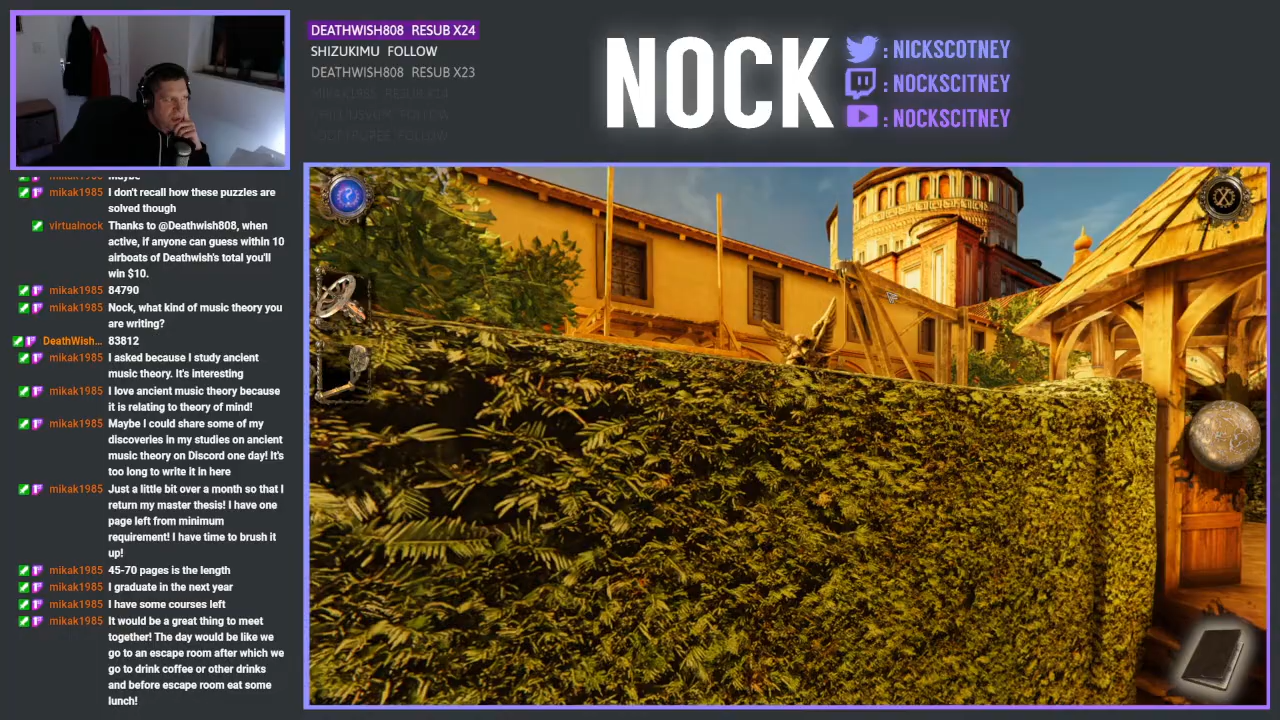 DEATHWISH808 RESUB X24
SHIZUKIMU FOLLOW
DEATHWISH808 RESUB X23
MIKAK1985 RESUB X14
NOCK
: NICKSCOTNEY
: NOCKSCITNEY
: NOCKSCITNEY
mikak1985 Maybe
mikak1985 I don't recall how these puzzles are
solved though
virtualnock Thanks to @Deathwish808, when
active, if anyone can guess within 10
airboats of Deathwish's total you'll
win $10.
mikak1985 84790
mikak1985 Nock, what kind of music theory you
are writing?
DeathWish... 83812
mikak1985 I asked because I study ancient
music theory. It's interesting
mikak1985 I love ancient music theory because
it is relating to theory of mind!
mikak1985 Maybe I could share some of my
discoveries in my studies on ancient
music theory on Discord one day! It's
too long to write it in here
mikak1985 Just a little bit over a month so that I
return my master thesis! I have one
page left from minimum
requirement! I have time to brush it
up!
mikak1985 45-70 pages is the length
mikak1985 I graduate in the next year
mikak1985 I have some courses left
mikak1985 It would be a great thing to meet
together! The day would be like we
go to an escape room after which we
go to drink coffee or other drinks
and before escape room eat some
lunch!